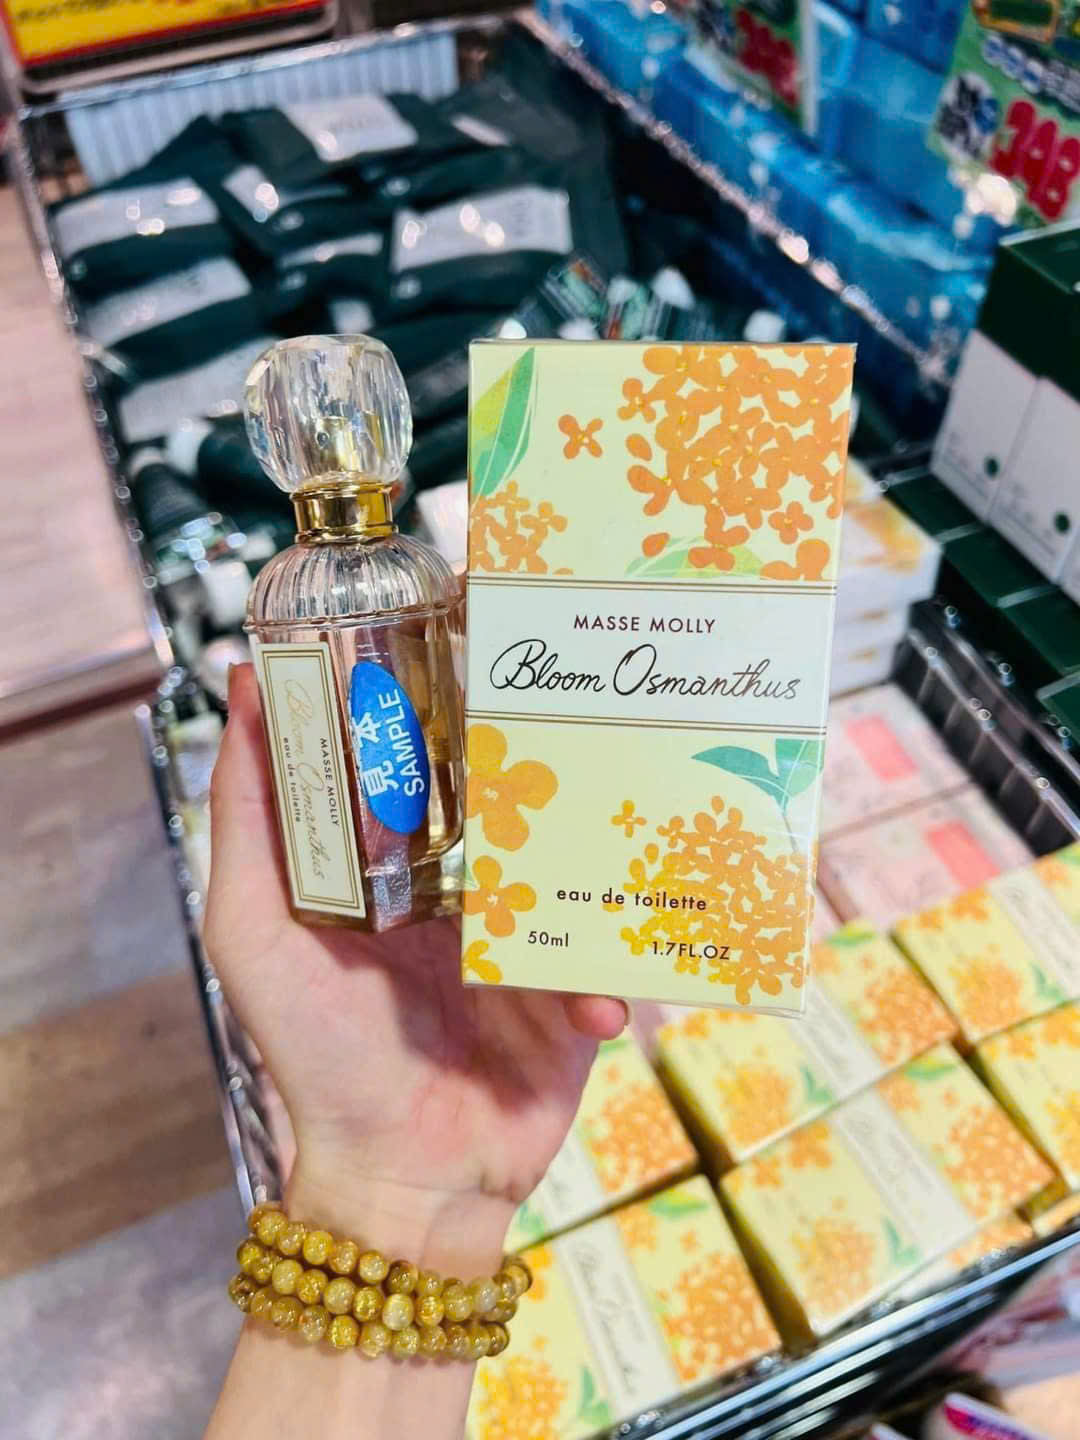 MASSE MOLLY
Bloom Osmanthus
eau de toilette
50ml
1.7FL.OZ
Bloom Osmanthus
MASSE MOLLY
eau de toilette
見本
SAMPLE